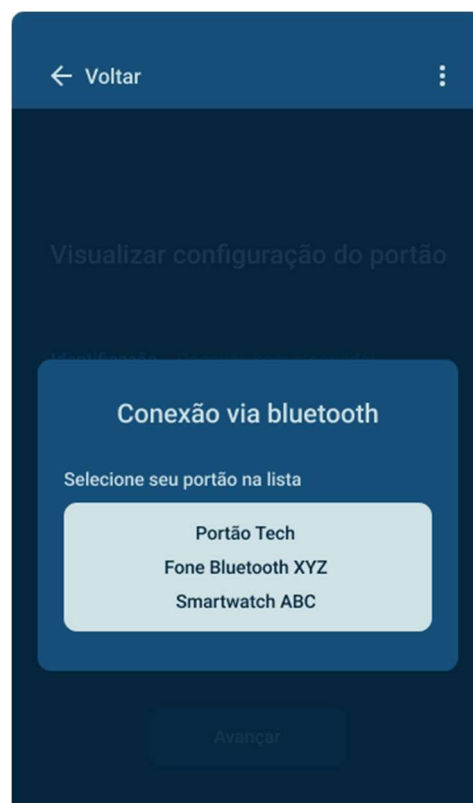 Voltar
Visualizar configuração do portão
Conexão via bluetooth
Selecione seu portão na lista
Portão Tech
Fone Bluetooth XYZ
Smartwatch ABC
Avançar